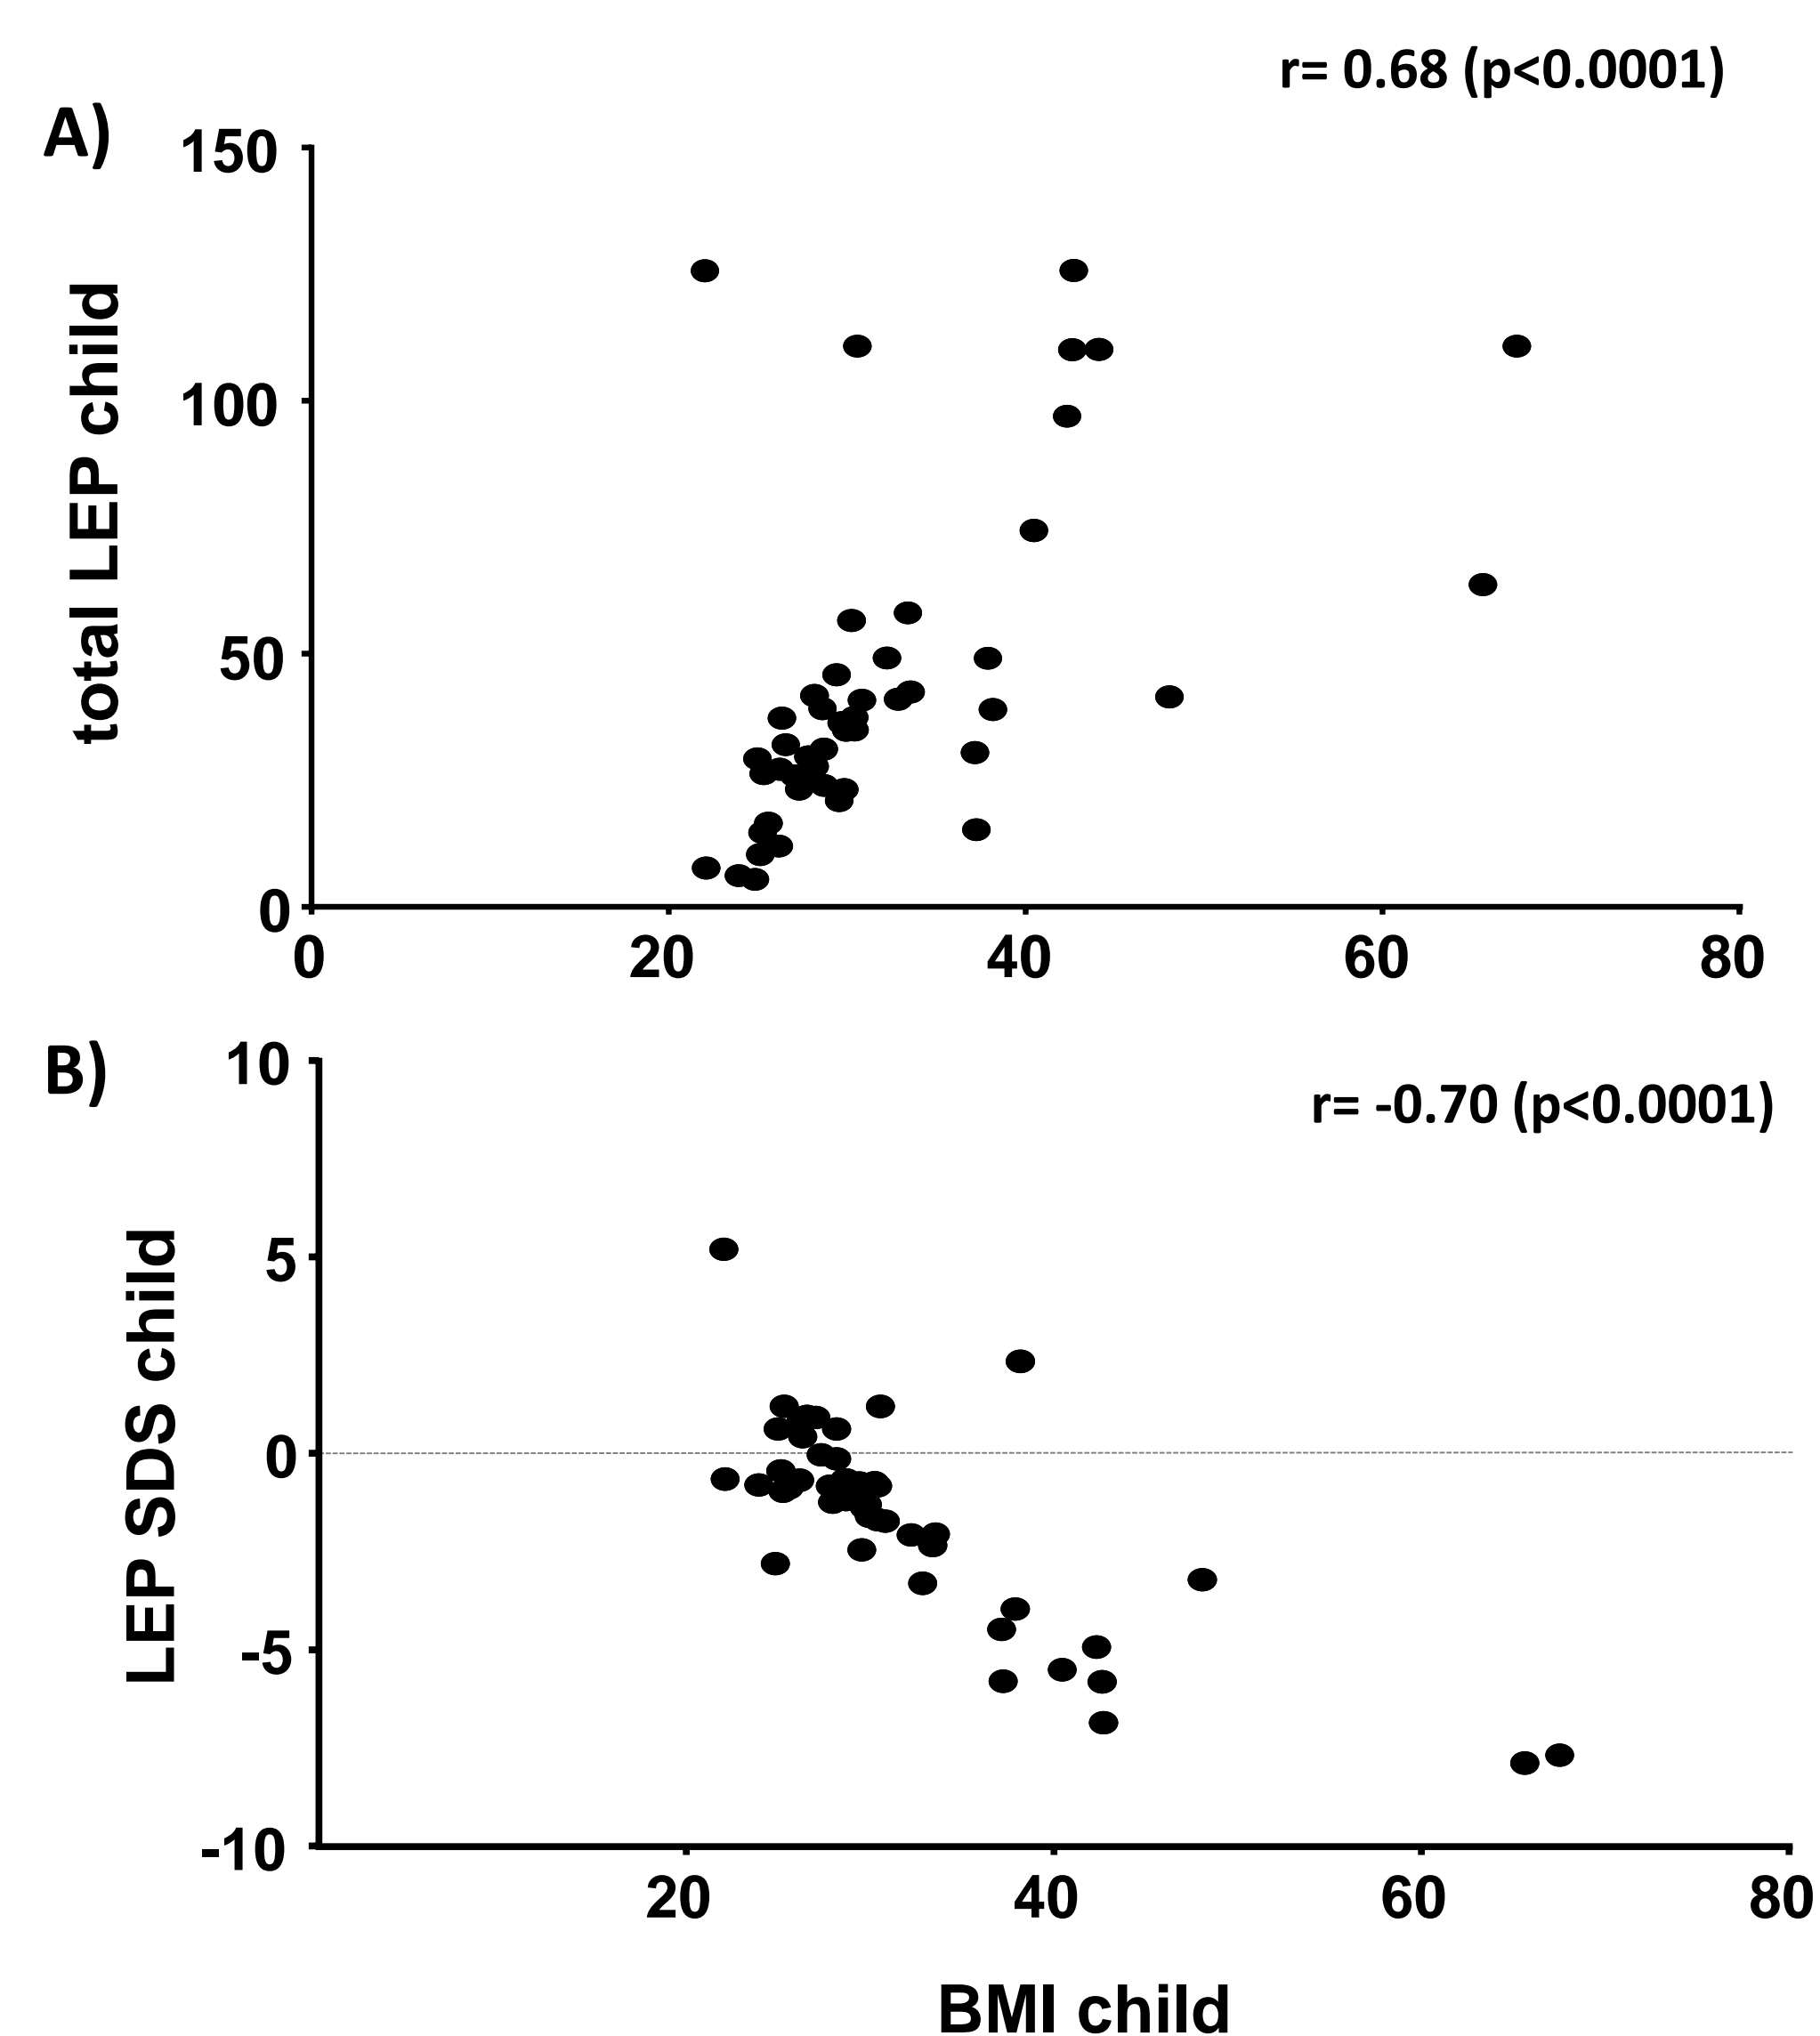 r= 0.68 (p<0.0001)
A)
150
100
50
0
total LEP child
0 20 40 60 80
B)
10
r= -0.70 (p<0.0001)
5
0
-5
-10
LEP SDS child
20 40 60 80
BMI child